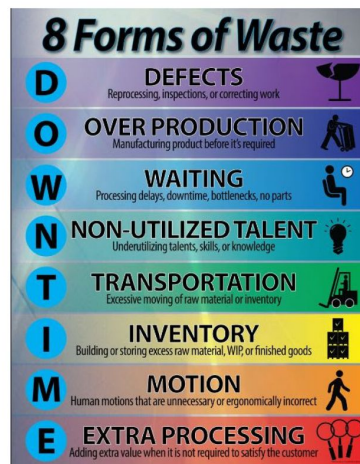 8 Forms of Waste
D DEFECTS
Reprocessing, inspections, or correcting work
O OVER PRODUCTION
Manufacturing product before it's required
W WAITING
Processing delays, downtime, bottlenecks, no parts
N NON-UTILIZED TALENT
Underutilizing talents, skills, or knowledge
T TRANSPORTATION
Excessive moving of raw material or inventory
I INVENTORY
Building or storing excess raw material, WIP, or finished goods
M MOTION
Human motions that are unnecessary or ergonomically incorrect
E EXTRA PROCESSING
Adding extra value when it is not required to satisfy the customer